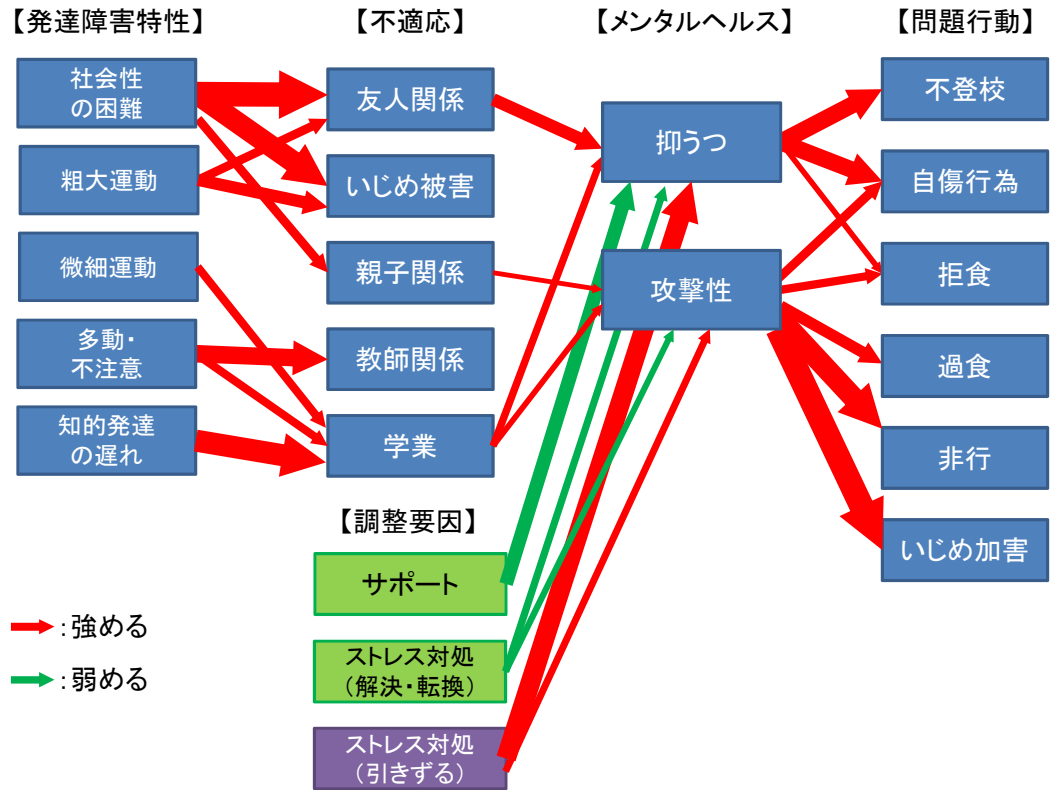 【発達障害特性】
【不適応】
【メンタルヘルス】
【問題行動】
社会性
の困難
粗大運動
微細運動
多動・
不注意
知的発達
の遅れ
友人関係
いじめ被害
親子関係
教師関係
学業
【調整要因】
サポート
ストレス対処
（解決・転換）
ストレス対処
（引きずる）
抑うつ
攻撃性
不登校
自傷行為
拒食
過食
非行
いじめ加害
：強める
：弱める